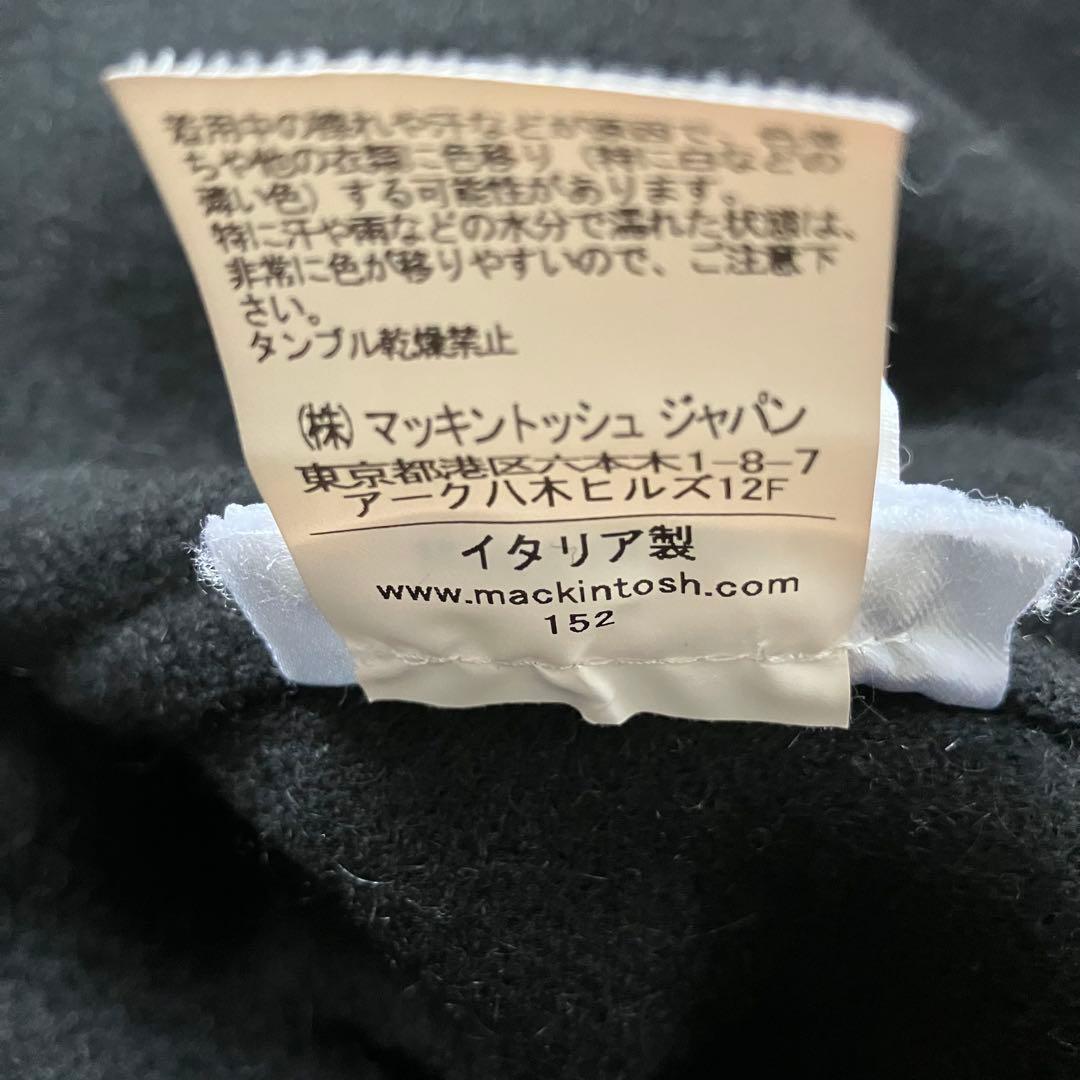 着用中の擦れや汗などが原因で、色落
ちや他の衣類に色移り（特に白などの
薄い色）する可能性があります。
特に汗や雨などの水分で濡れた状態は、
非常に色が移りやすいので、ご注意下
さい。
タンブル乾燥禁止
㈱マッキントッシュ ジャパン
東京都港区六本木1-8-7
アーク八木ヒルズ12F
イタリア製
www.mackintosh.com
152